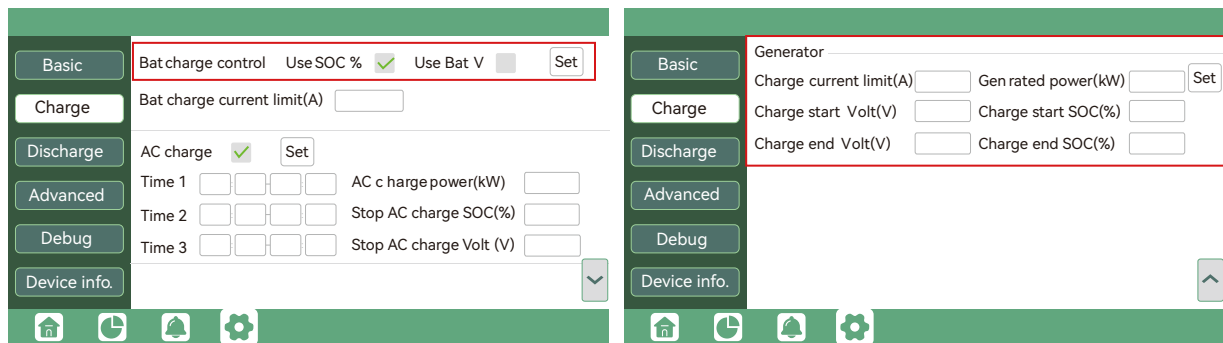 Basic
Charge
Discharge
Advanced
Debug
Device info.
Bat charge control Use SOC % Use Bat V Set
Bat charge current limit(A)
AC charge Set
Time 1 AC c harge power(kW)
Time 2 Stop AC charge SOC(%)
Time 3 Stop AC charge Volt (V)
Basic
Charge
Discharge
Advanced
Debug
Device info.
Generator
Charge current limit(A) Gen rated power(kW) Set
Charge start Volt(V) Charge start SOC(%)
Charge end Volt(V) Charge end SOC(%)